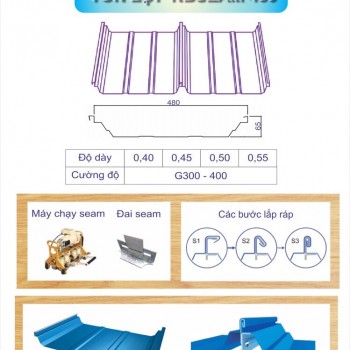 480
65
Độ dày 0,40 0,45 0,50 0,55
Cường độ G300 - 400
Máy chạy seam Đai seam Các bước lắp ráp
S1 S2 S3